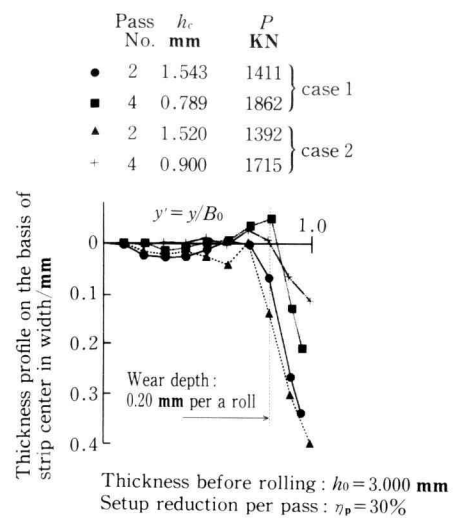 Pass h_c P
No. mm KN
● 2 1.543 1411
■ 4 0.789 1862
case 1
▲ 2 1.520 1392
+ 4 0.900 1715
case 2
Thickness profile on the basis of
strip center in width/mm
y' = y/B₀
1.0
0
0.1
0.2
0.3
0.4
Wear depth :
0.20 mm per a roll
Thickness before rolling : h₀=3.000 mm
Setup reduction per pass : ηₚ=30%